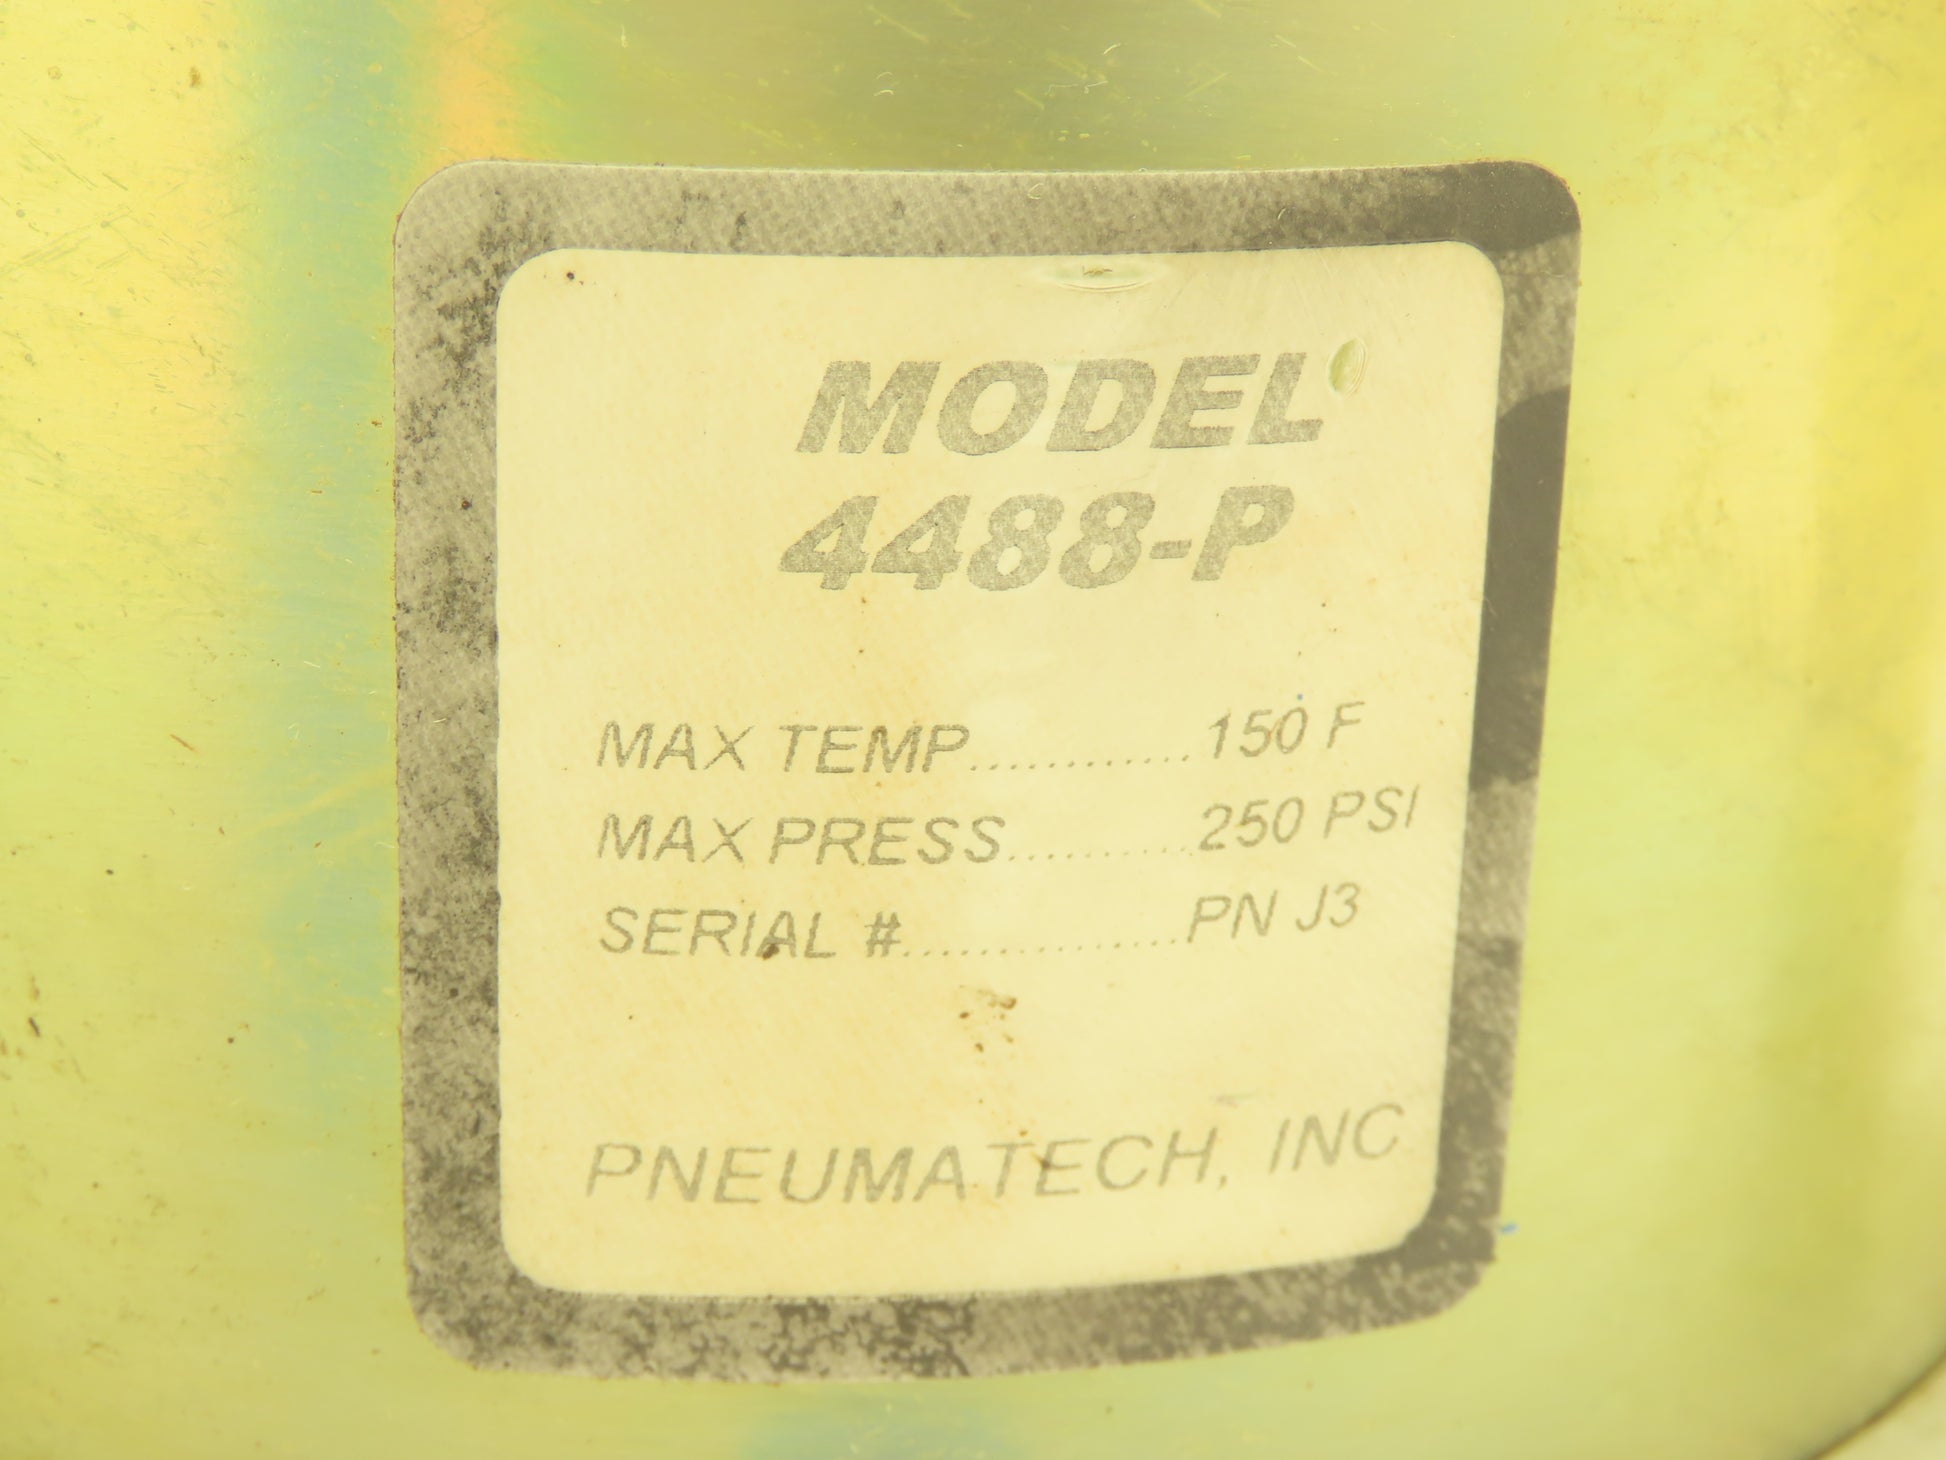 MODEL
4488-P
MAX TEMP............150 F
MAX PRESS..........250 PSI
SERIAL #...............PN J3
PNEUMATECH, INC